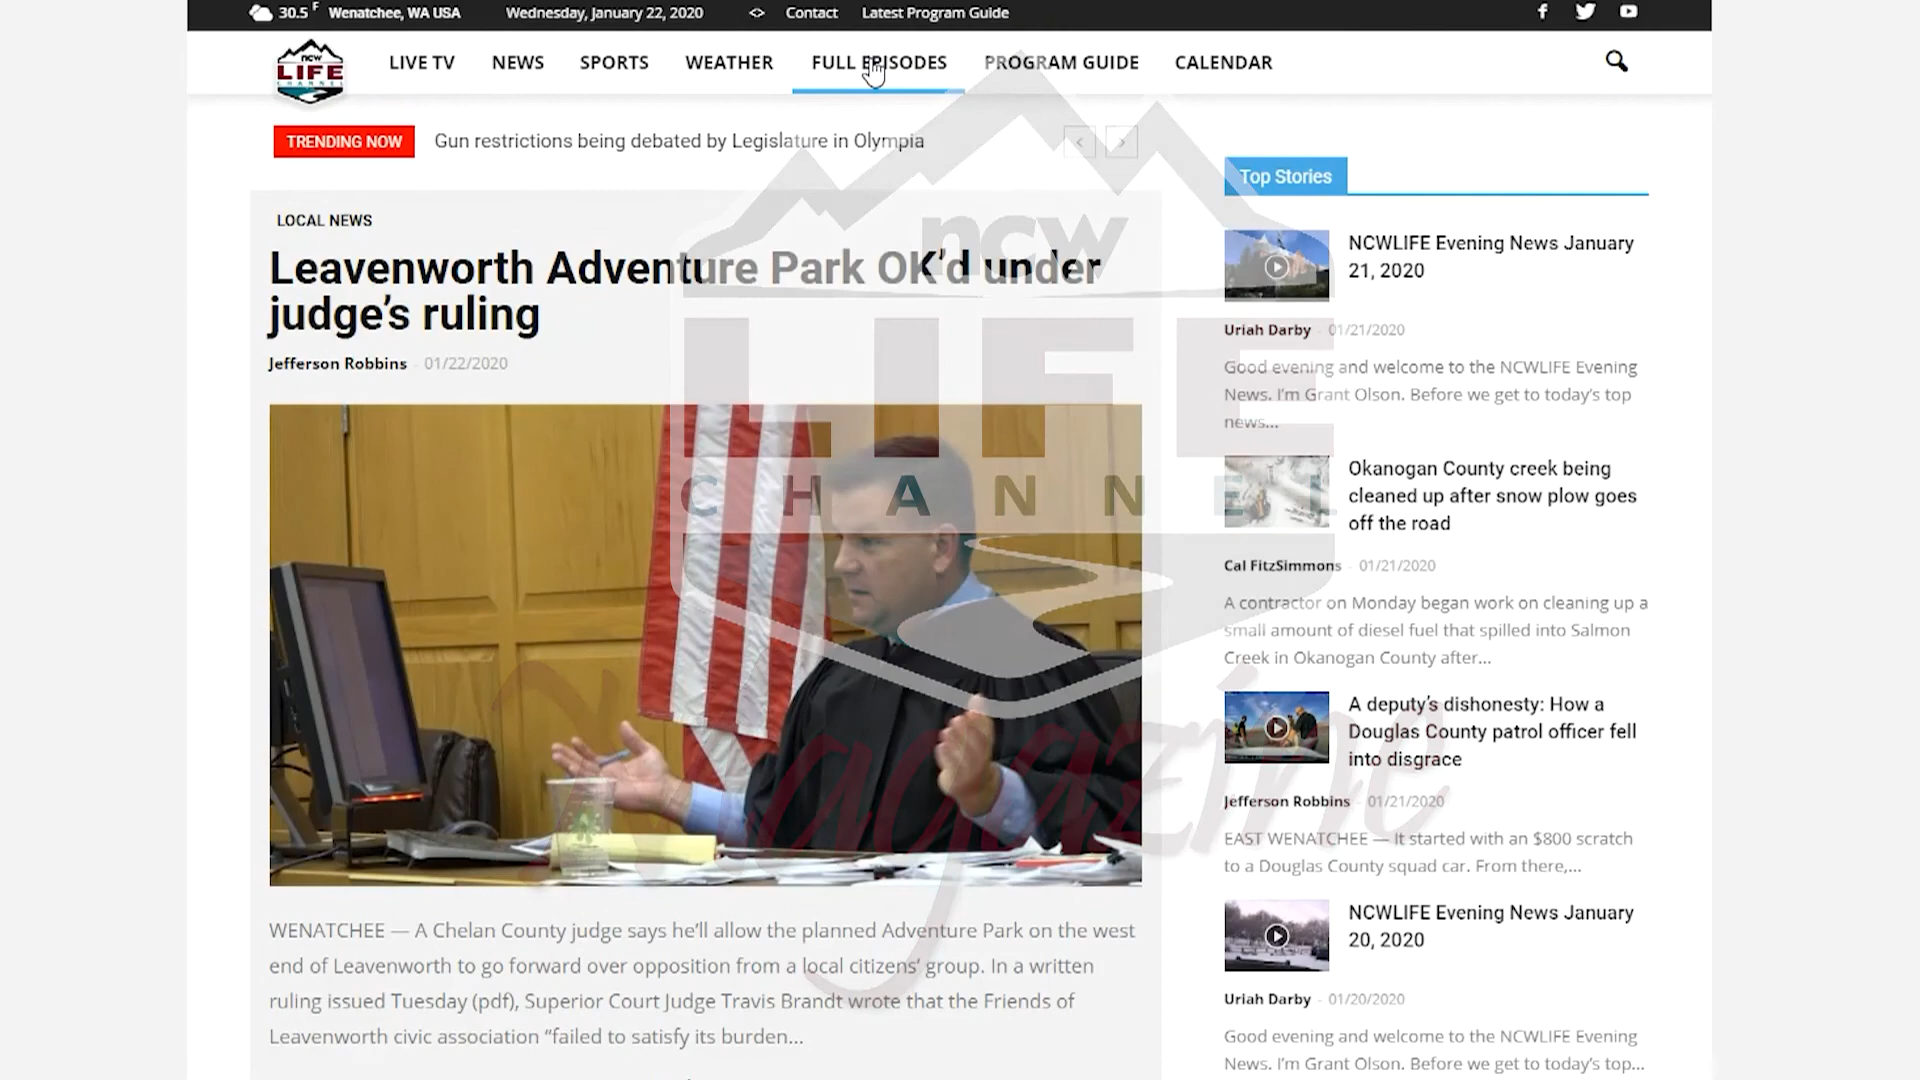 30.5 F Wenatchee, WA USA Wednesday, January 22, 2020 <> Contact Latest Program Guide
ncw
LIFE
CHANNEL
LIVE TV NEWS SPORTS WEATHER FULL EPISODES PROGRAM GUIDE CALENDAR
TRENDING NOW Gun restrictions being debated by Legislature in Olympia
LOCAL NEWS
Leavenworth Adventure Park OK’d under
judge’s ruling
Jefferson Robbins - 01/22/2020
WENATCHEE — A Chelan County judge says he’ll allow the planned Adventure Park on the west
end of Leavenworth to go forward over opposition from a local citizens’ group. In a written
ruling issued Tuesday (pdf), Superior Court Judge Travis Brandt wrote that the Friends of
Leavenworth civic association “failed to satisfy its burden...
ncw
LIFE
CHANNEL
Magazine
Top Stories
NCWLIFE Evening News January
21, 2020
Uriah Darby - 01/21/2020
Good evening and welcome to the NCWLIFE Evening
News. I’m Grant Olson. Before we get to today’s top
news...
Okanogan County creek being
cleaned up after snow plow goes
off the road
Cal FitzSimmons - 01/21/2020
A contractor on Monday began work on cleaning up a
small amount of diesel fuel that spilled into Salmon
Creek in Okanogan County after...
A deputy’s dishonesty: How a
Douglas County patrol officer fell
into disgrace
Jefferson Robbins - 01/21/2020
EAST WENATCHEE — It started with an $800 scratch
to a Douglas County squad car. From there,...
NCWLIFE Evening News January
20, 2020
Uriah Darby - 01/20/2020
Good evening and welcome to the NCWLIFE Evening
News. I’m Grant Olson. Before we get to today’s top...